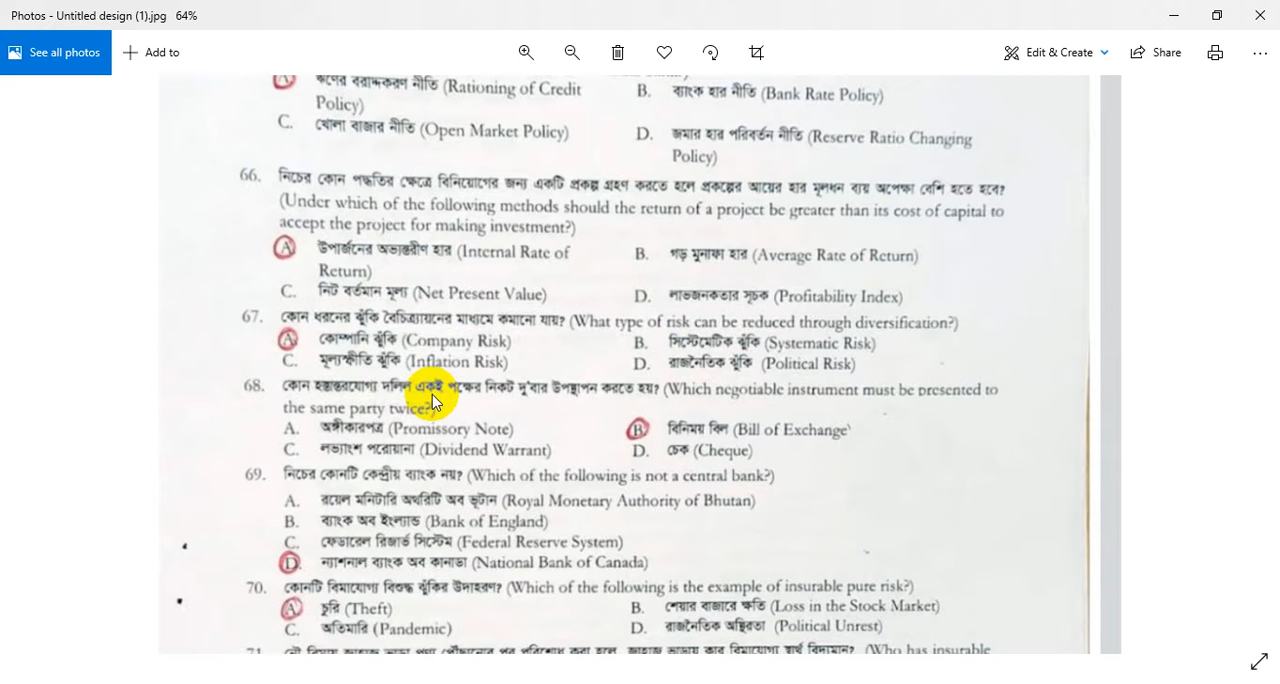 Photos - Untitled design (1).jpg 64%
See all photos
Add to
Edit & Create
Share
A ঋণের বরাদ্দকরণ নীতি (Rationing of Credit Policy)
B. ব্যাংক হার নীতি (Bank Rate Policy)
C. খোলা বাজার নীতি (Open Market Policy)
D. জমার হার পরিবর্তন নীতি (Reserve Ratio Changing Policy)
66. নিচের কোন পদ্ধতির ক্ষেত্রে বিনিয়োগের জন্য একটি প্রকল্প গ্রহণ করতে হলে প্রকল্পের আয়ের হার মূলধন ব্যয় অপেক্ষা বেশি হতে হবে?
(Under which of the following methods should the return of a project be greater than its cost of capital to
accept the project for making investment?)
A উপার্জনের অভ্যন্তরীণ হার (Internal Rate of Return)
B. গড় মুনাফা হার (Average Rate of Return)
C. নিট বর্তমান মূল্য (Net Present Value)
D. লাভজনকতার সূচক (Profitability Index)
67. কোন ধরনের ঝুঁকি বৈচিত্র্যায়নের মাধ্যমে কমানো যায়? (What type of risk can be reduced through diversification?)
A কোম্পানি ঝুঁকি (Company Risk)
B. সিস্টেমেটিক ঝুঁকি (Systematic Risk)
C. মূল্যস্ফীতি ঝুঁকি (Inflation Risk)
D. রাজনৈতিক ঝুঁকি (Political Risk)
68. কোন হস্তান্তরযোগ্য দলিল একই পক্ষের নিকট দু'বার উপস্থাপন করতে হয়? (Which negotiable instrument must be presented to
the same party twice?)
A. অঙ্গীকারপত্র (Promissory Note)
B বিনিময় বিল (Bill of Exchange)
C. লভ্যাংশ পরোয়ানা (Dividend Warrant)
D. চেক (Cheque)
69. নিচের কোনটি কেন্দ্রীয় ব্যাংক নয়? (Which of the following is not a central bank?)
A. রয়েল মনিটারি অথরিটি অব ভূটান (Royal Monetary Authority of Bhutan)
B. ব্যাংক অব ইংল্যান্ড (Bank of England)
C. ফেডারেল রিজার্ভ সিস্টেম (Federal Reserve System)
D. ন্যাশনাল ব্যাংক অব কানাডা (National Bank of Canada)
70. কোনটি বিমাযোগ্য বিশুদ্ধ ঝুঁকির উদাহরণ? (Which of the following is the example of insurable pure risk?)
A চুরি (Theft)
B. শেয়ার বাজারে ক্ষতি (Loss in the Stock Market)
C. অতিমারি (Pandemic)
D. রাজনৈতিক অস্থিরতা (Political Unrest)
71. নৌ বিমায় জাহাজ ভাড়া পণ্য পৌঁছানোর পর পরিশোধ করা হলে, জাহাজ ভাড়ায় কার বিমাযোগ্য স্বার্থ বিদ্যমান? (Who has insurable